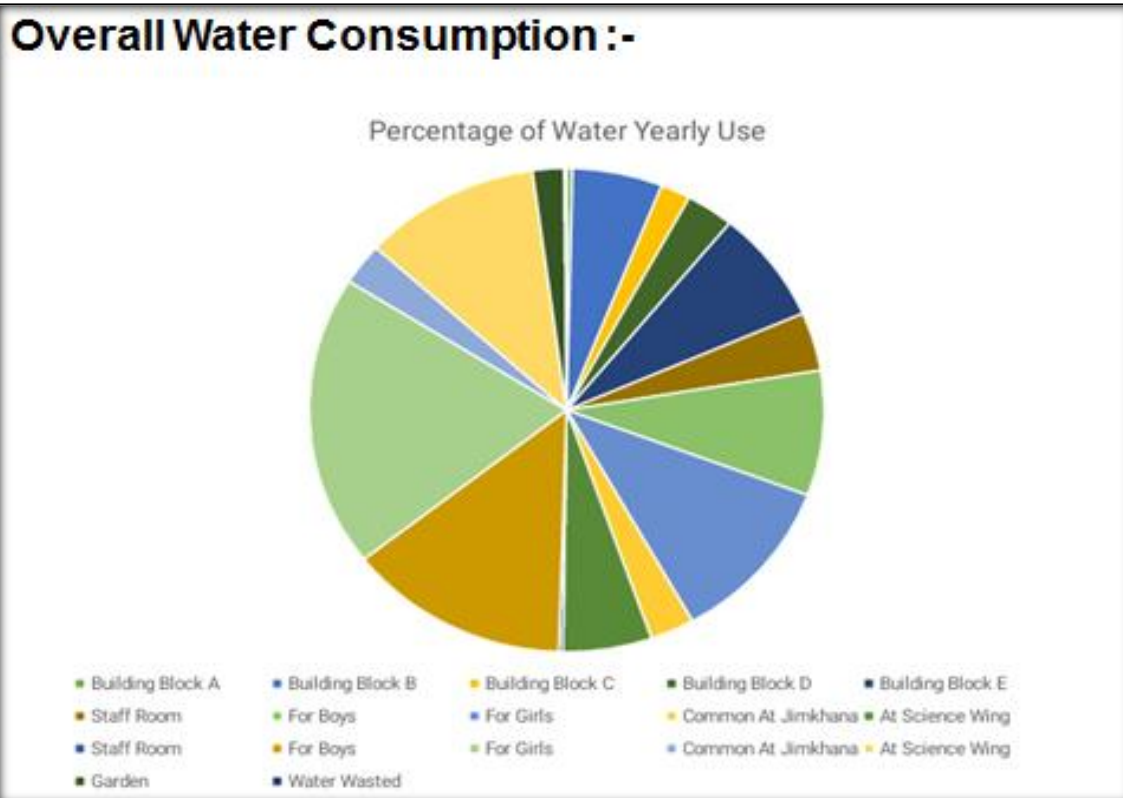 Overall Water Consumption :-
Percentage of Water Yearly Use
Building Block A Building Block B Building Block C Building Block D Building Block E
Staff Room For Boys For Girls Common At Jimkhana At Science Wing
Staff Room For Boys For Girls Common At Jimkhana At Science Wing
Garden Water Wasted